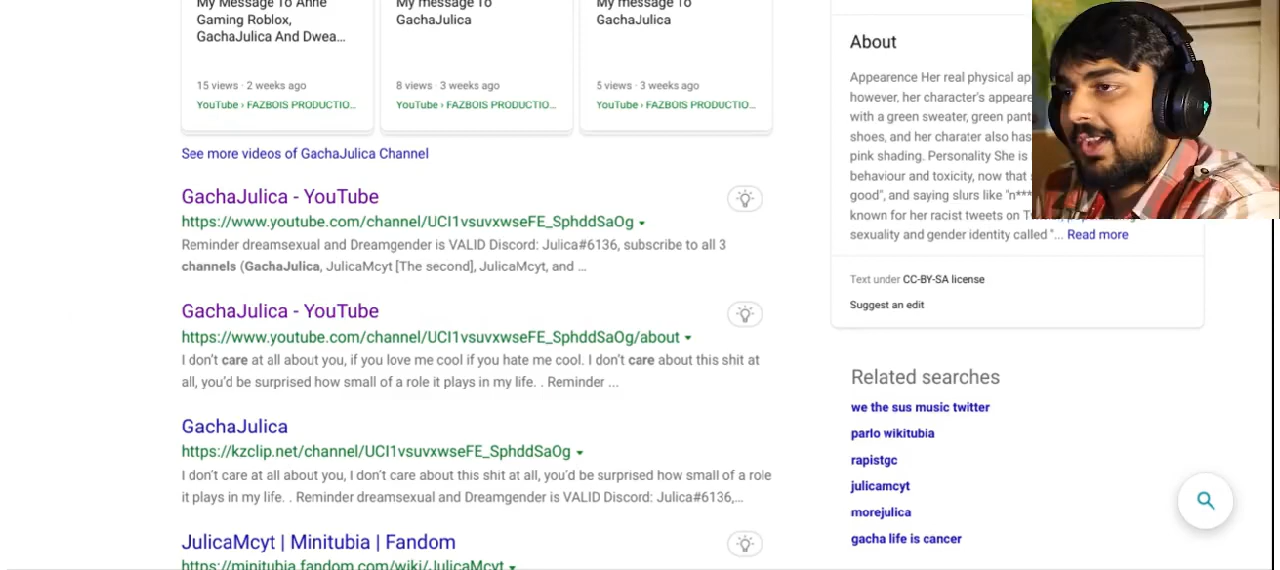 My Message To Anne
Gaming Roblox,
GachaJulica And Dwea...
15 views · 2 weeks ago
YouTube › FAZBOIS PRODUCTIO...
My message To
GachaJulica
8 views · 3 weeks ago
YouTube › FAZBOIS PRODUCTIO...
My message To
GachaJulica
5 views · 3 weeks ago
YouTube › FAZBOIS PRODUCTIO...
See more videos of GachaJulica Channel
GachaJulica - YouTube
https://www.youtube.com/channel/UCI1vsuvxwseFE_SphddSaOg
Reminder dreamsexual and Dreamgender is VALID Discord: Julica#6136, subscribe to all 3
channels (GachaJulica, JulicaMcyt [The second], JulicaMcyt, and ...
GachaJulica - YouTube
https://www.youtube.com/channel/UCI1vsuvxwseFE_SphddSaOg/about
I don't care at all about you, if you love me cool if you hate me cool. I don't care about this shit at
all, you'd be surprised how small of a role it plays in my life. . Reminder ...
GachaJulica
https://kzclip.net/channel/UCI1vsuvxwseFE_SphddSaOg
I don't care at all about you, I don't care about this shit at all, you'd be surprised how small of a role
it plays in my life. . Reminder dreamsexual and Dreamgender is VALID Discord: Julica#6136,...
JulicaMcyt | Minitubia | Fandom
https://minitubia.fandom.com/wiki/JulicaMcyt
About
Appearance Her real physical
however, her character's appeare
with a green sweater, green pant
shoes, and her charater also has
pink shading. Personality She is
behaviour and toxicity, now that
good", and saying slurs like "n***
known for her racist tweets on
sexuality and gender identity called "... Read more
Text under CC-BY-SA license
Suggest an edit
Related searches
we the sus music twitter
parlo wikitubia
rapistgc
julicamcyt
morejulica
gacha life is cancer